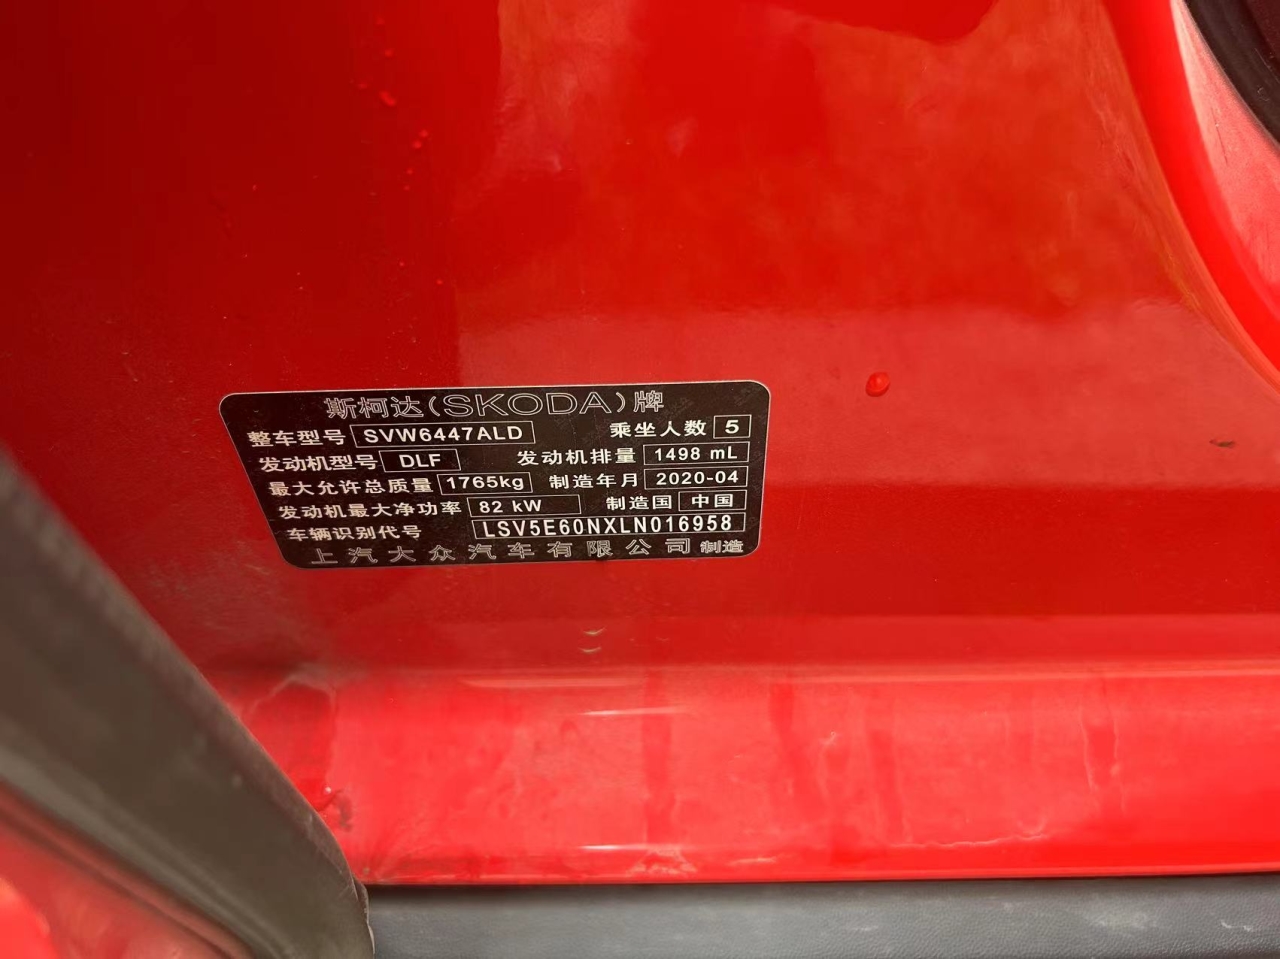 斯柯达(SKODA)牌
整车型号 SVW6447ALD 乘坐人数 5
发动机型号 DLF 发动机排量 1498 mL
最大允许总质量 1765kg 制造年月 2020-04
发动机最大净功率 82 kW 制造国 中国
车辆识别代号 LSV5E60NXLN016958
上汽大众汽车有限公司 制造